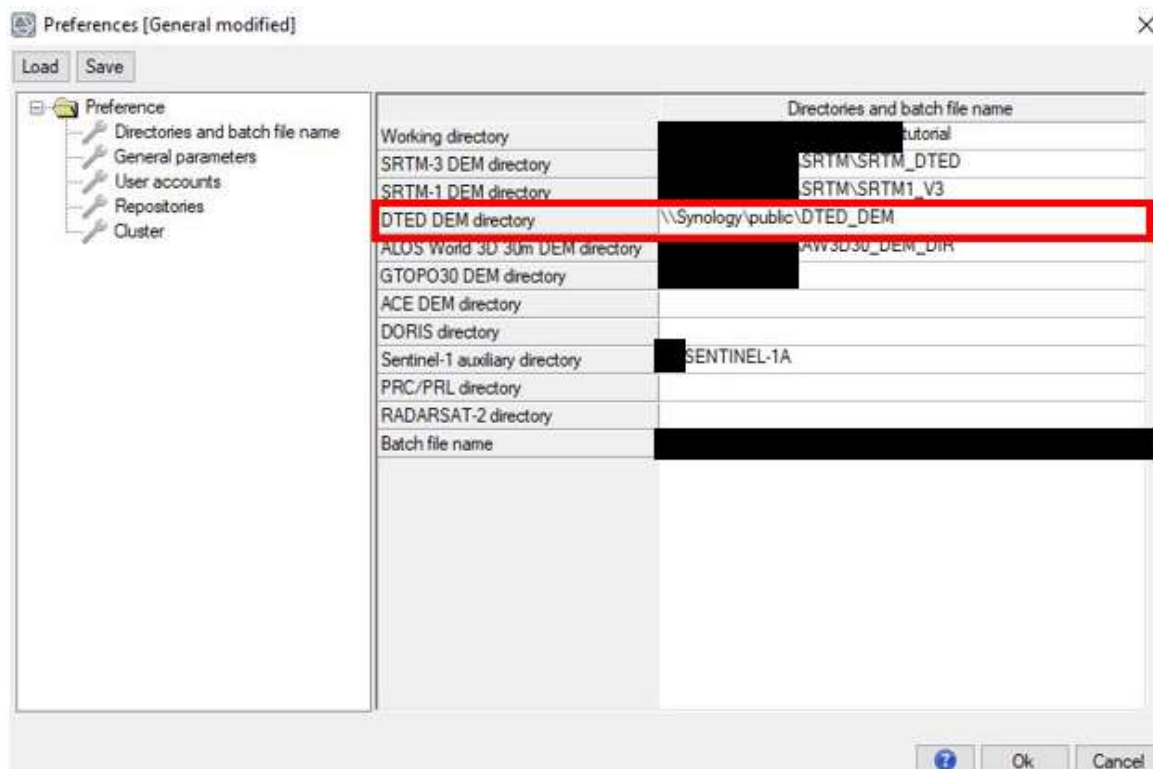 Preferences [General modified]
Load Save
Preference
Directories and batch file name
General parameters
User accounts
Repositories
Cluster
Directories and batch file name
Working directory tutorial
SRTM-3 DEM directory \SRTM\SRTM_DTED
SRTM-1 DEM directory \SRTM\SRTM1_V3
DTED DEM directory \\Synology\public\DTED_DEM
ALOS World 3D 30m DEM directory \AW3D30_DEM_DIR
GTOPO30 DEM directory
ACE DEM directory
DORIS directory
Sentinel-1 auxiliary directory SENTINEL-1A
PRC/PRL directory
RADARSAT-2 directory
Batch file name
? Ok Cancel